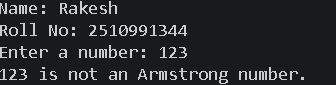 Name: Rakesh
Roll No: 2510991344
Enter a number: 123
123 is not an Armstrong number.